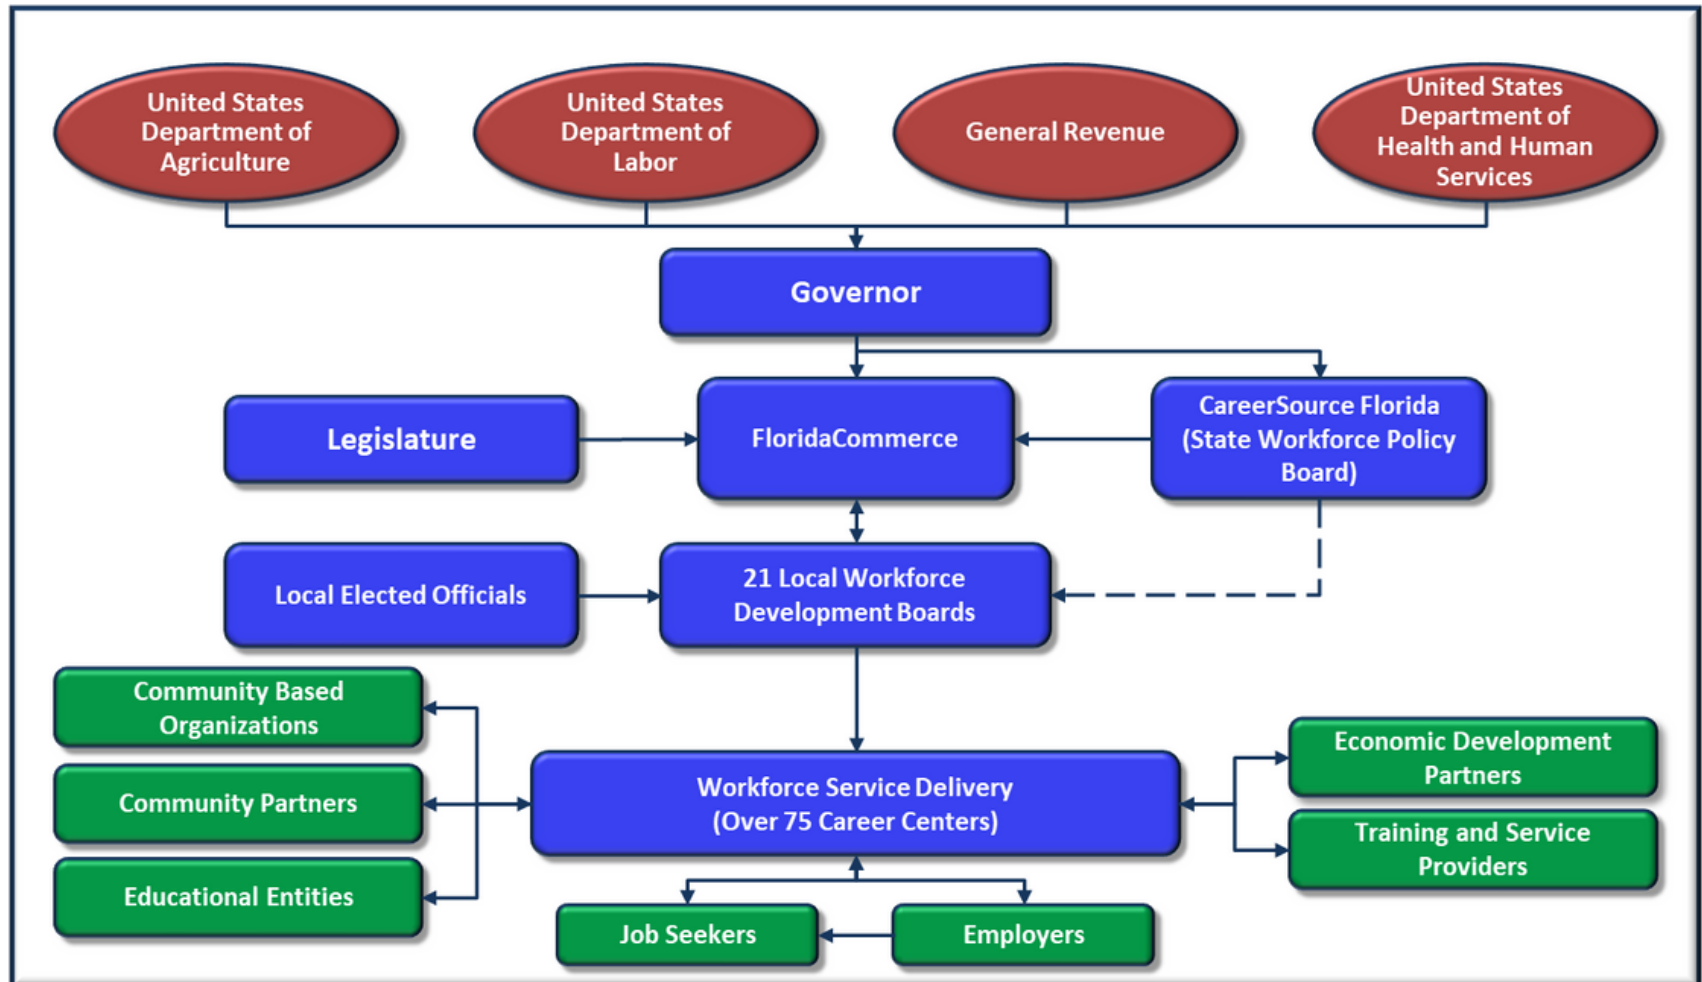 United States
Department of
Agriculture
United States
Department of
Labor
General Revenue
United States
Department of
Health and Human
Services
Governor
Legislature
FloridaCommerce
CareerSource Florida
(State Workforce Policy
Board)
Local Elected Officials
21 Local Workforce
Development Boards
Community Based
Organizations
Community Partners
Educational Entities
Workforce Service Delivery
(Over 75 Career Centers)
Economic Development
Partners
Training and Service
Providers
Job Seekers
Employers